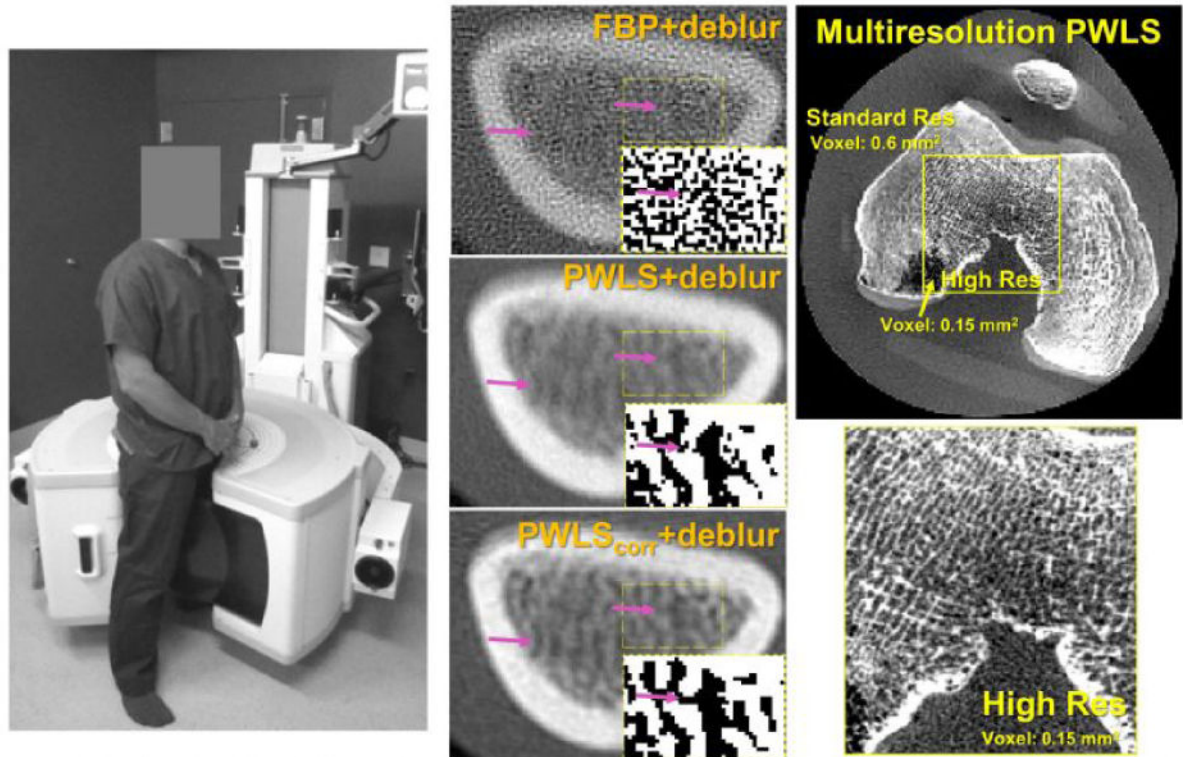 FBP+deblur
PWLS+deblur
PWLScorr+deblur
Multiresolution PWLS
Standard Res
Voxel: 0.6 mm²
High Res
Voxel: 0.15 mm²
High Res
Voxel: 0.15 mm²